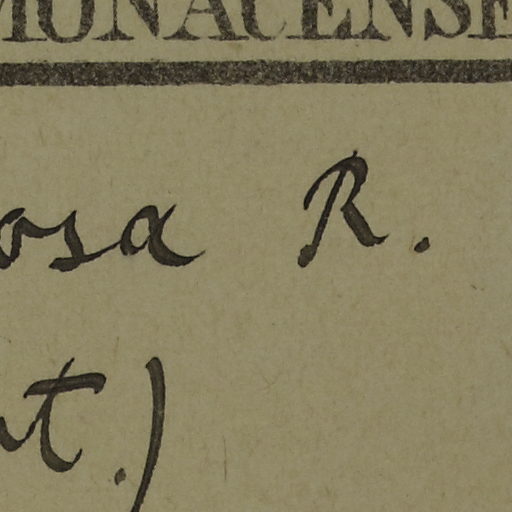 MONACENSE
osa R.
t.)